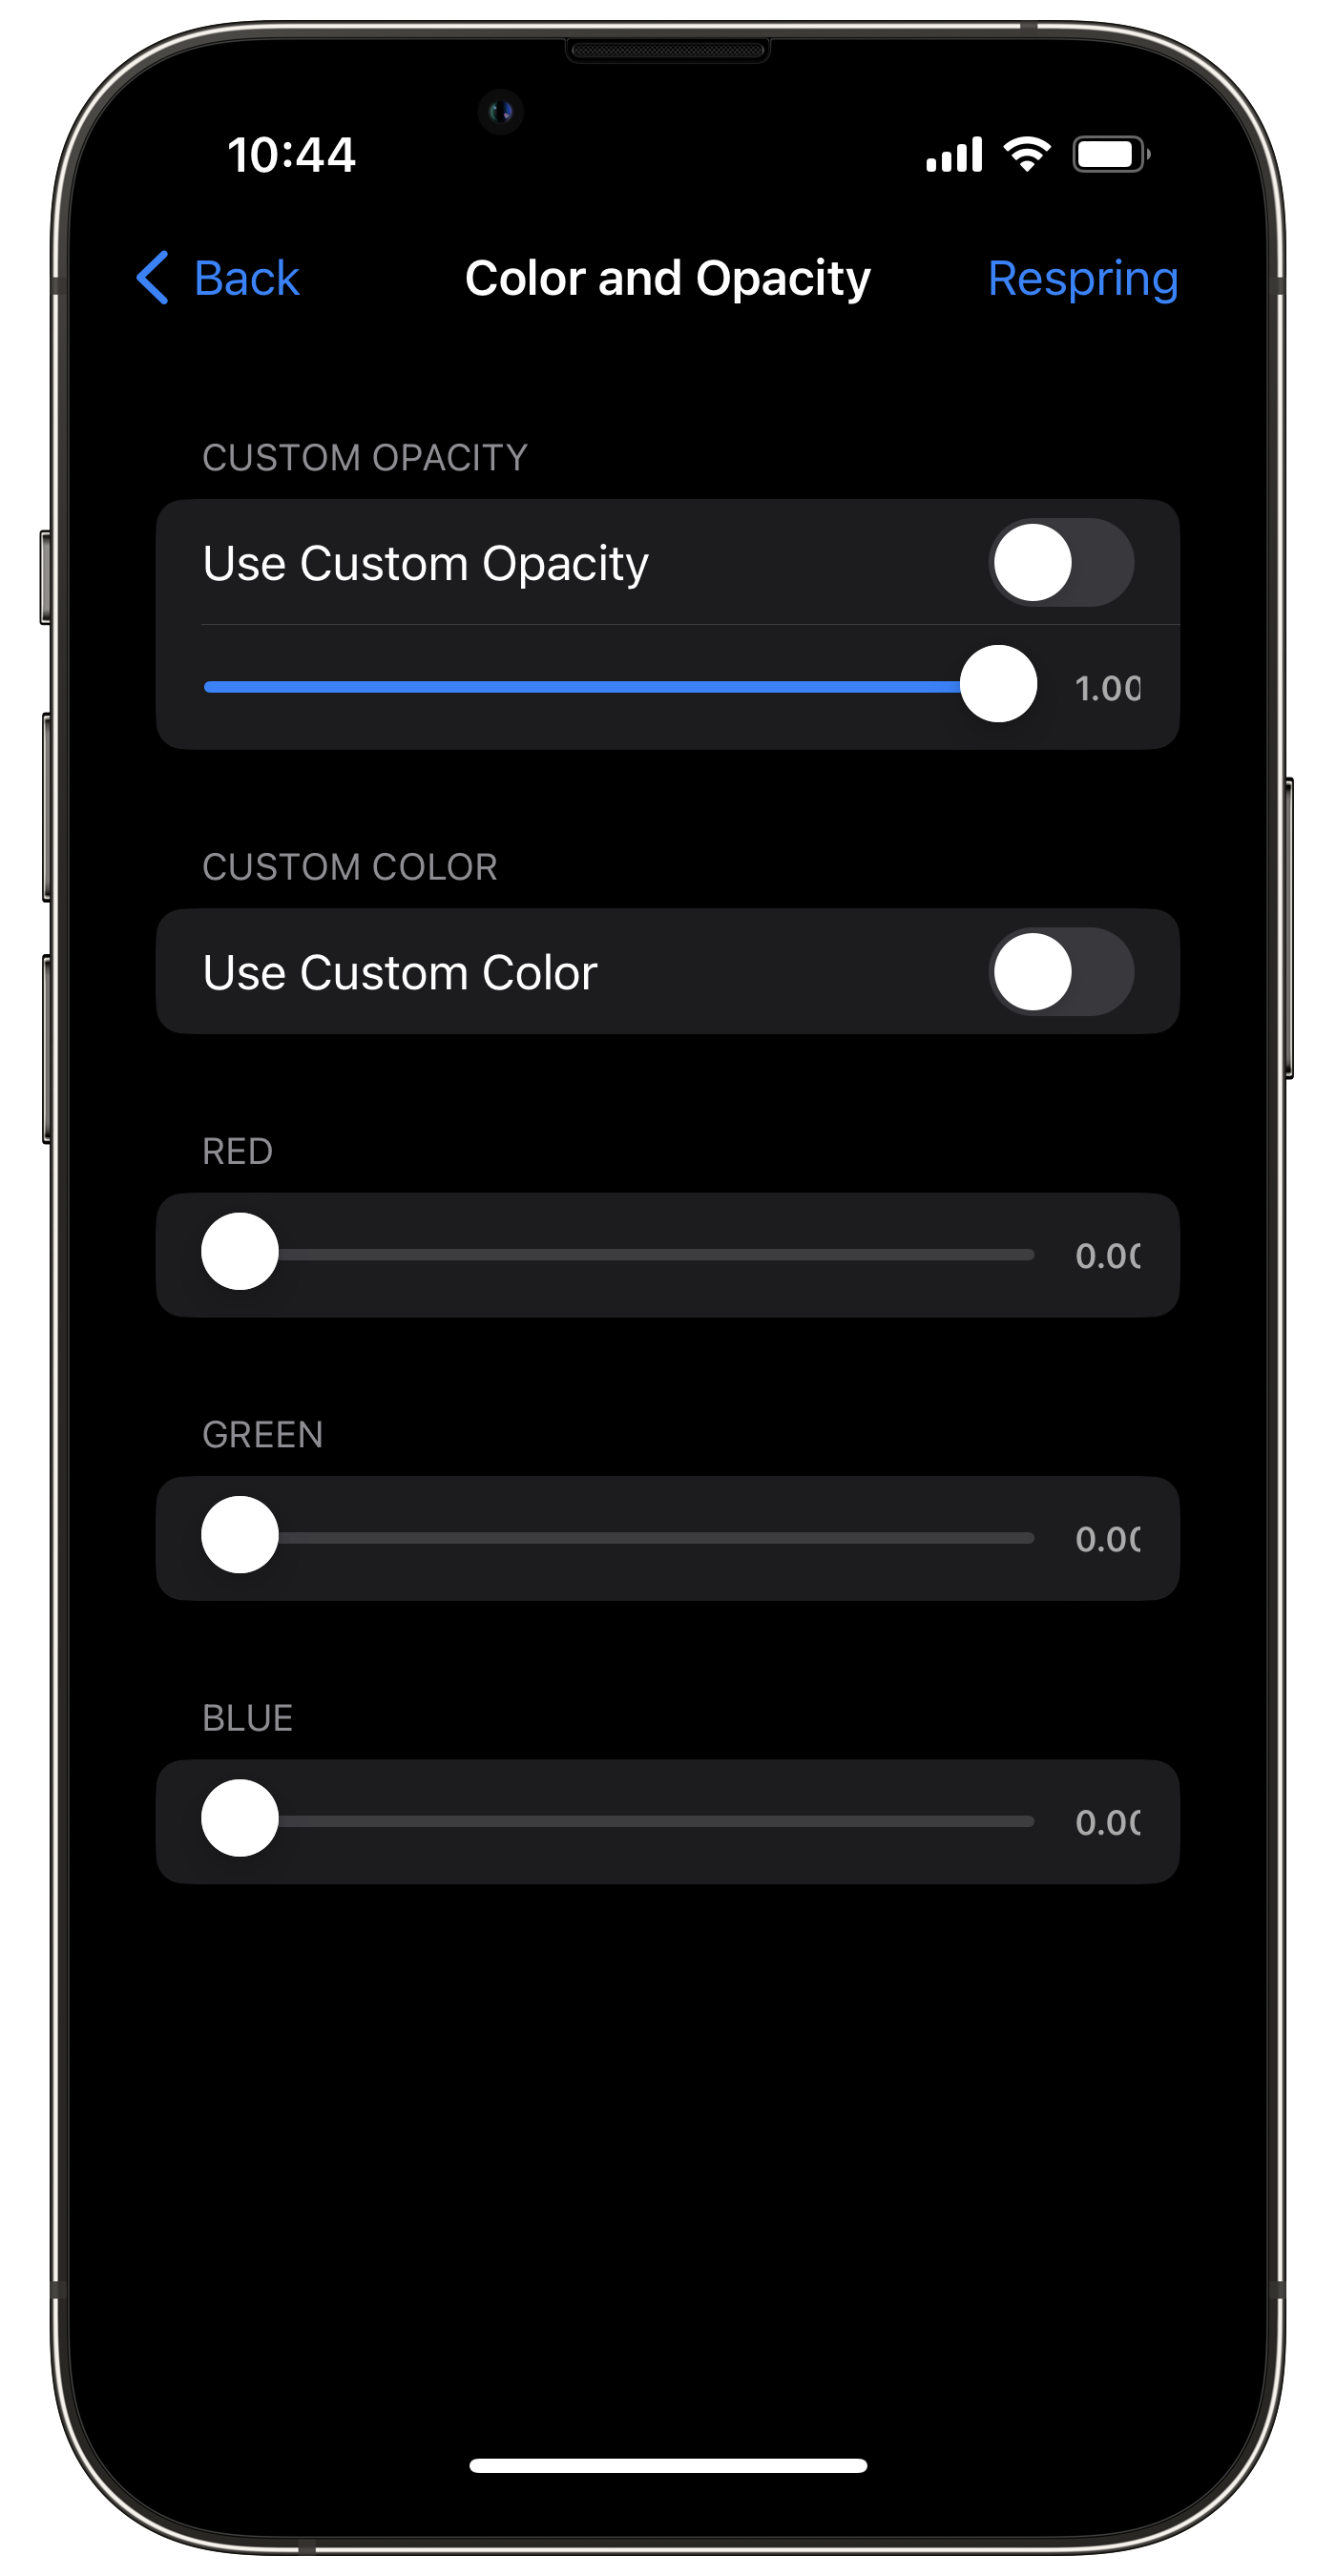 10:44
Back Color and Opacity Respring
CUSTOM OPACITY
Use Custom Opacity
1.00
CUSTOM COLOR
Use Custom Color
RED
0.00
GREEN
0.00
BLUE
0.00